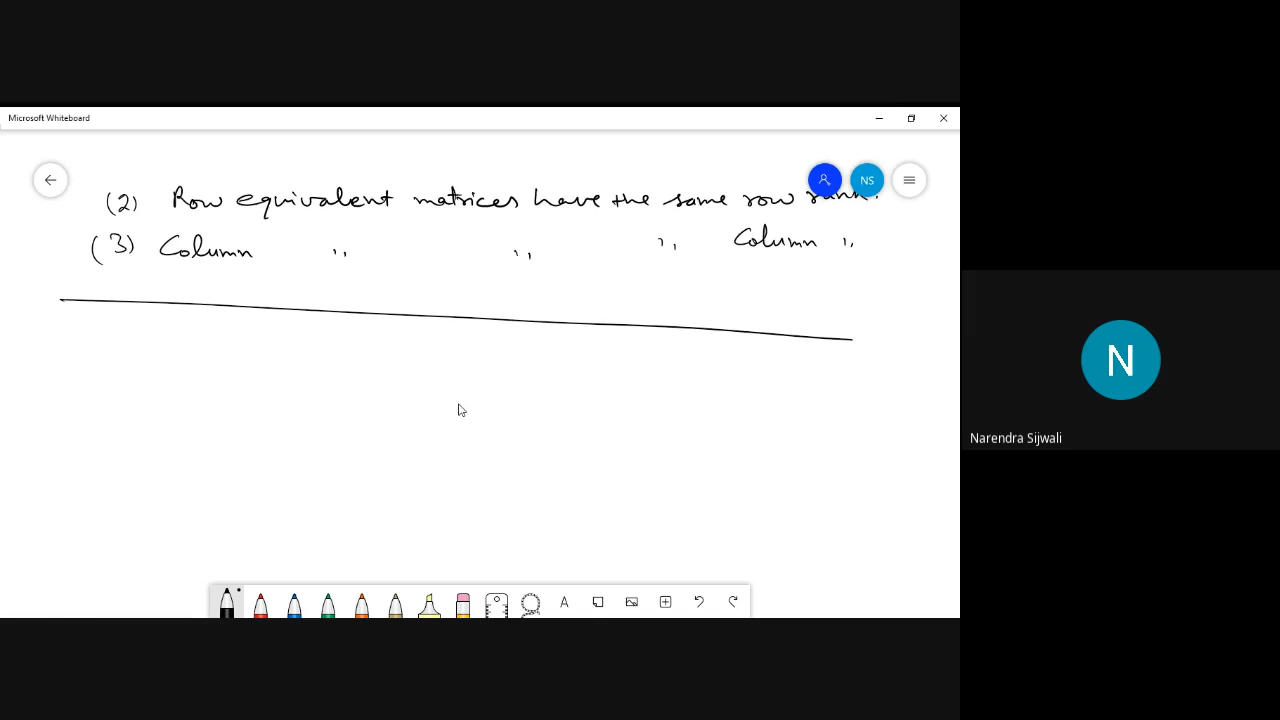 Microsoft Whiteboard
(2) Row equivalent matrices have the same row rank.
NS
(3) Column ,, ,, ,, Column ,,
N
Narendra Sijwali
A